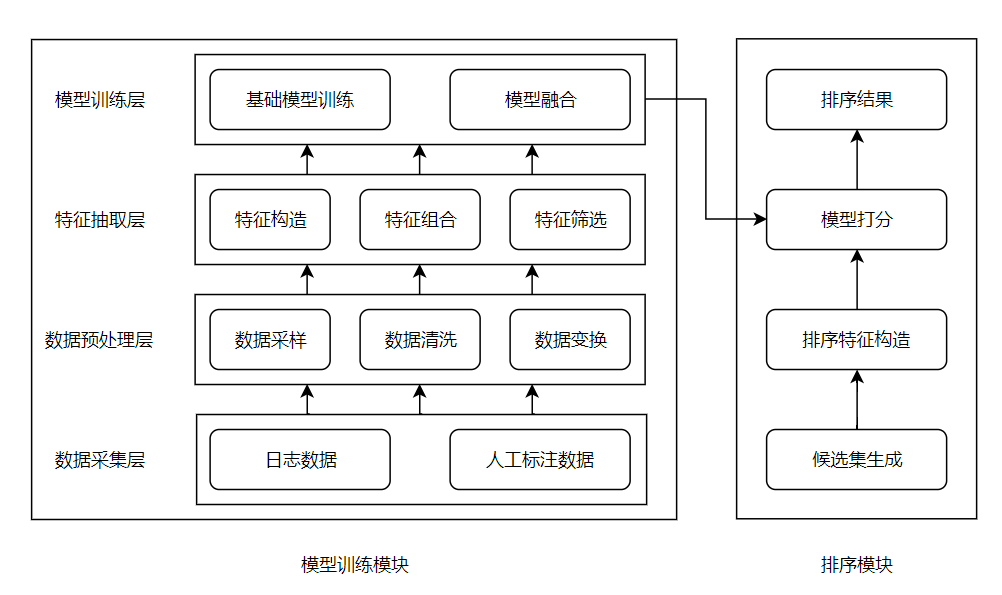 模型训练层
基础模型训练
模型融合
排序结果
特征抽取层
特征构造
特征组合
特征筛选
模型打分
数据预处理层
数据采样
数据清洗
数据变换
排序特征构造
数据采集层
日志数据
人工标注数据
候选集生成
模型训练模块
排序模块